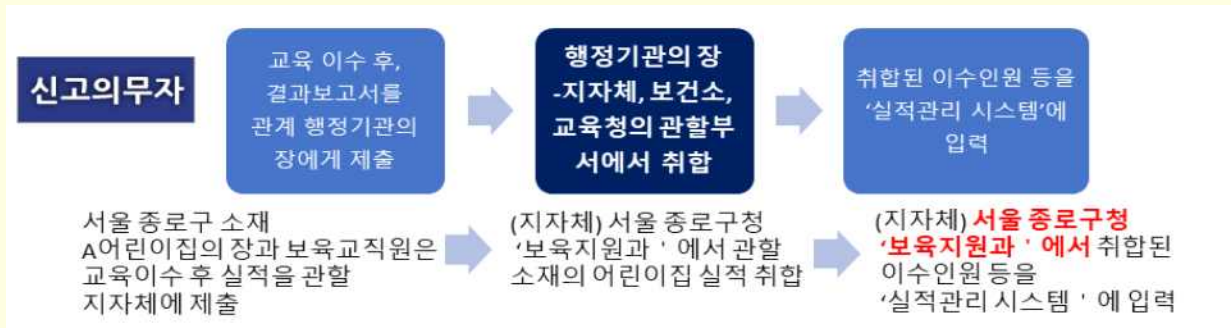 신고의무자
교육 이수 후,
결과보고서를
관계 행정기관의
장에게 제출
행정기관의 장
-지자체, 보건소,
교육청의 관할부
서에서 취합
취합된 이수인원 등을
‘실적관리 시스템’에
입력
서울 종로구 소재
A어린이집의 장과 보육교직원은
교육이수 후 실적을 관할
지자체에 제출
(지자체) 서울 종로구청
‘보육지원과 ' 에서 관할
소재의 어린이집 실적 취합
(지자체) 서울 종로구청
‘보육지원과 ' 에서 취합된
이수인원 등을
‘실적관리 시스템 ' 에 입력